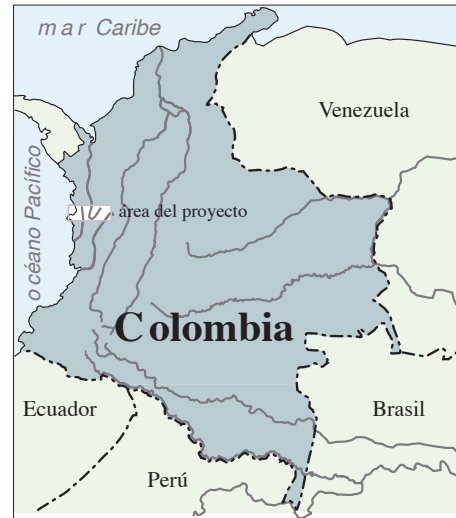 mar Caribe
Venezuela
océano Pacífico
área del proyecto
Colombia
Ecuador
Brasil
Perú